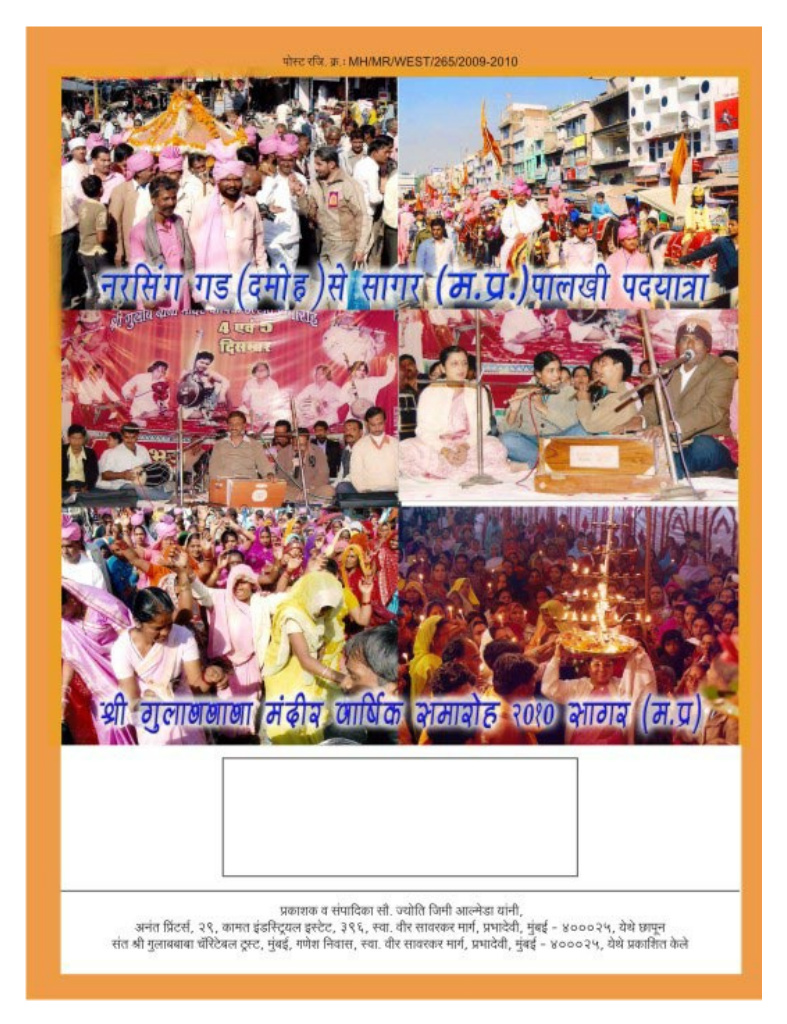 पोस्ट रजि. क्र.: MH/MR/WEST/265/2009-2010
नरसिंग गड (दमोह) से सागर (म.प्र.) पालखी पदयात्रा
4 एवं 5
दिसम्बर
श्री गुलाबबाबा मंदीर वार्षिक समारोह २०१० सागर (म.प्र)
प्रकाशक व संपादिका सौ. ज्योति जिमी आल्मेडा यांनी,
अनंत प्रिंटर्स, २९, कामत इंडस्ट्रियल इस्टेट, ३९६, स्वा. वीर सावरकर मार्ग, प्रभादेवी, मुंबई - ४०००२५, येथे छापून
संत श्री गुलाबबाबा चॅरिटेबल ट्रस्ट, मुंबई, गणेश निवास, स्वा. वीर सावरकर मार्ग, प्रभादेवी, मुंबई - ४०००२५, येथे प्रकाशित केले